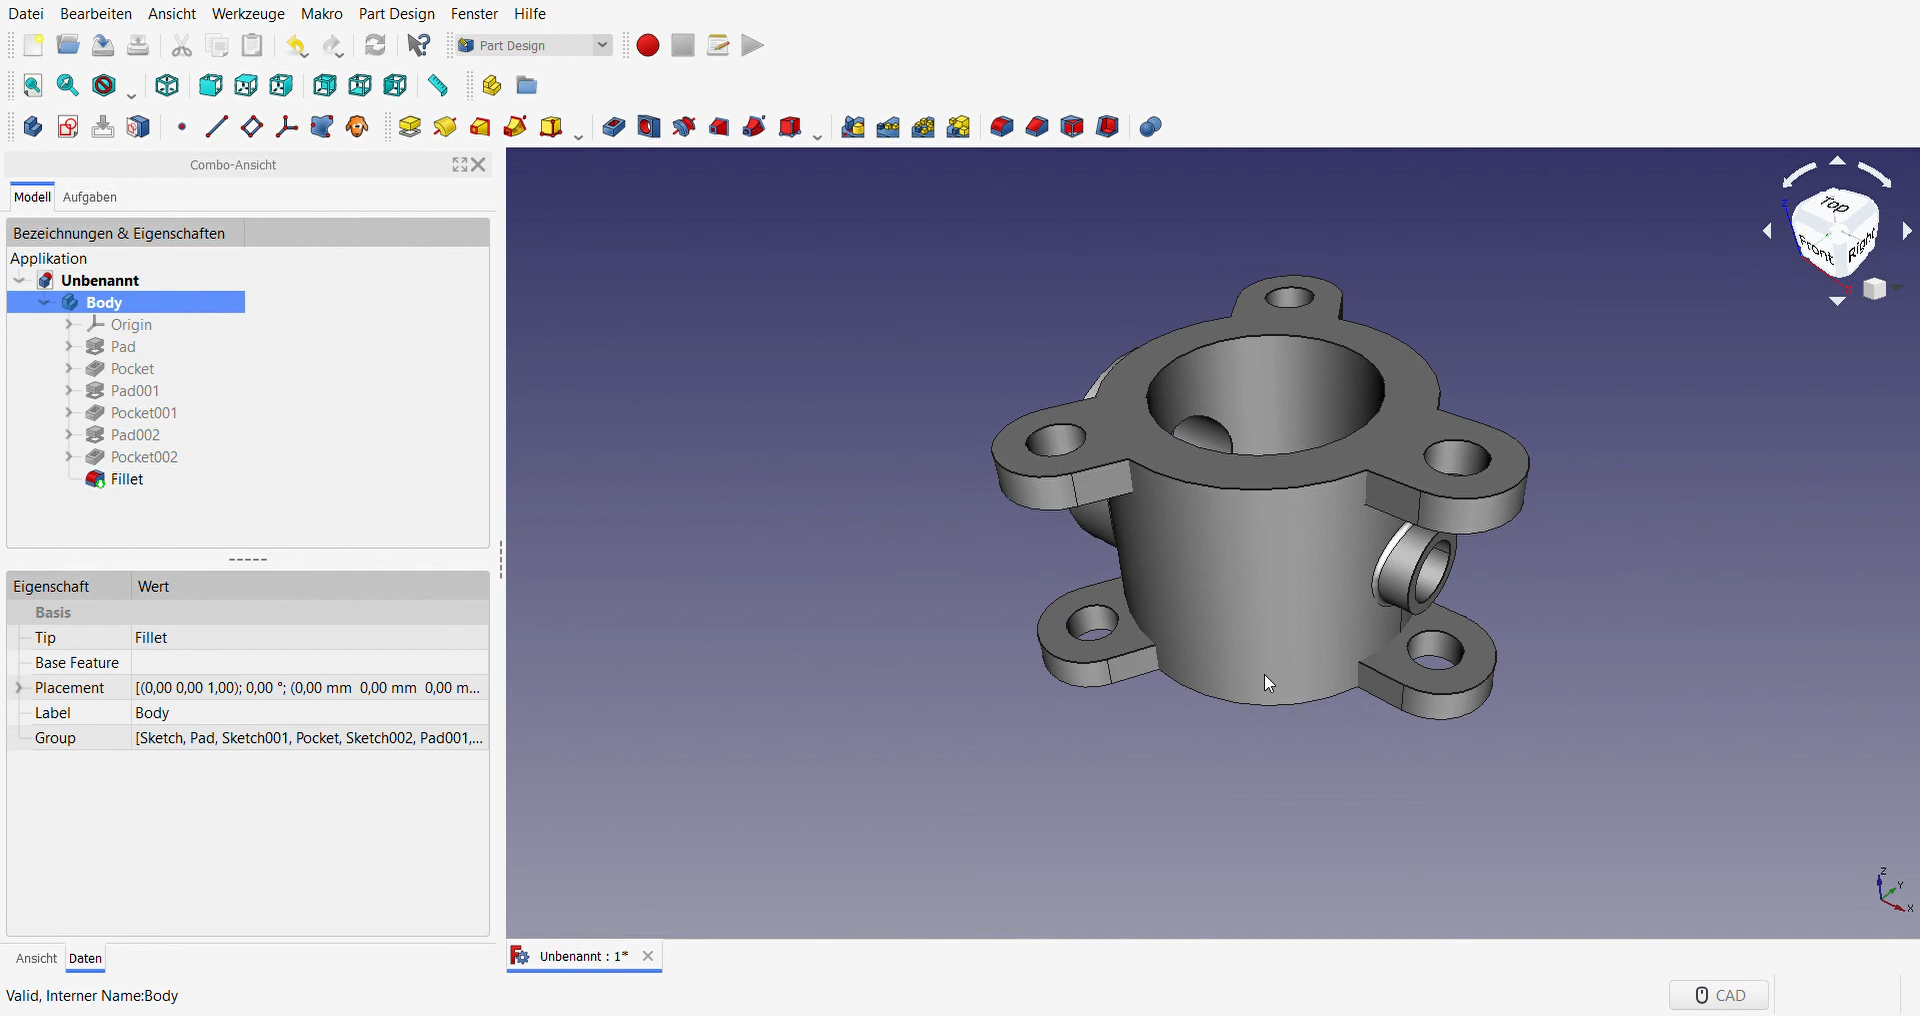 Datei Bearbeiten Ansicht Werkzeuge Makro Part Design Fenster Hilfe
Part Design
Combo-Ansicht
Modell Aufgaben
Bezeichnungen & Eigenschaften
Applikation
Unbenannt
Body
Origin
Pad
Pocket
Pad001
Pocket001
Pad002
Pocket002
Fillet
Eigenschaft Wert
Basis
Tip Fillet
Base Feature
Placement [(0,00 0,00 1,00); 0,00 °; (0,00 mm 0,00 mm 0,00 m...
Label Body
Group [Sketch, Pad, Sketch001, Pocket, Sketch002, Pad001,...
Ansicht Daten
Valid, Interner Name:Body
Top
Front Right
Z
X
Z
Y
X
Unbenannt : 1*
CAD